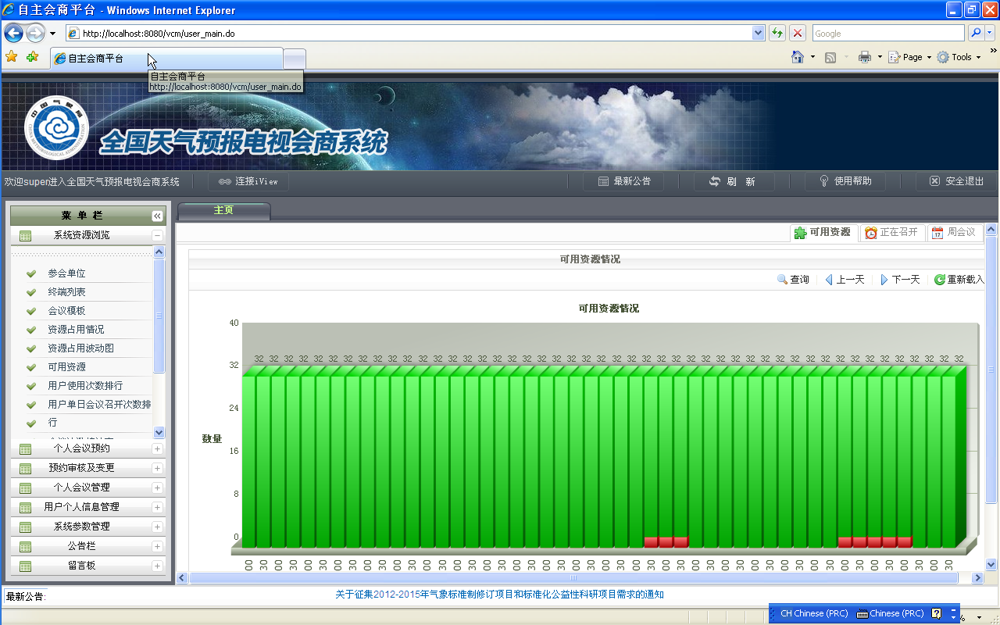 自主会商平台 - Windows Internet Explorer
http://localhost:8080/vcm/user_main.do
Google
自主会商平台
Page
Tools
自主会商平台
http://localhost:8080/vcm/user_main.do
中国气象局
CHINA METEOROLOGICAL ADMINISTRATION
全国天气预报电视会商系统
欢迎super进入全国天气预报电视会商系统
连接iView
最新公告
刷 新
使用帮助
安全退出
菜 单 栏
主页
系统资源浏览
参会单位
终端列表
会议模板
资源占用情况
资源占用波动图
可用资源
用户使用次数排行
用户单日会议召开次数排
行
个人会议预约
预约审核及变更
个人会议管理
用户个人信息管理
系统参数管理
公告栏
留言板
可用资源
正在召开
周会议
可用资源情况
查询
上一天
下一天
重新载入
可用资源情况
数量
40
32
24
16
8
0
32 32 32 32 32 32 32 32 32 32 32 32 32 32 32 32 32 32 32 32 32 32 32 32 32 32 32 32 32 32 32 32 32 32 32 32 32 32 32 32 32 32 32 32 32 32 32 32
00 30 00 30 00 30 00 30 00 30 00 30 00 30 00 30 00 30 00 30 00 30 00 30 00 30 00 30 00 30 00 30 00 30 00 30 00 30 00 30 00 30 00 30 00 30 00 30
最新公告:
关于征集2012-2015年气象标准制修订项目和标准化公益性科研项目需求的通知
CH Chinese (PRC)
Chinese (PRC)